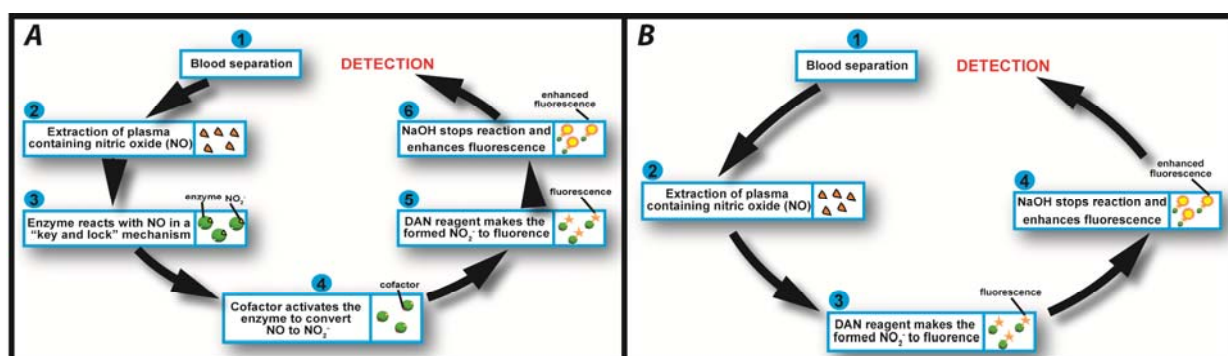 A
1
Blood separation
DETECTION
2
Extraction of plasma
containing nitric oxide (NO)
3
enzyme NO₂⁻
Enzyme reacts with NO in a
“key and lock” mechanism
4
cofactor
Cofactor activates the
enzyme to convert
NO to NO₂⁻
5
fluorescence
DAN reagent makes the
formed NO₂⁻ to fluorence
6
enhanced
fluorescence
NaOH stops reaction and
enhances fluorescence
B
1
Blood separation
DETECTION
2
Extraction of plasma
containing nitric oxide (NO)
3
fluorescence
DAN reagent makes the
formed NO₂⁻ to fluorence
4
enhanced
fluorescence
NaOH stops reaction and
enhances fluorescence